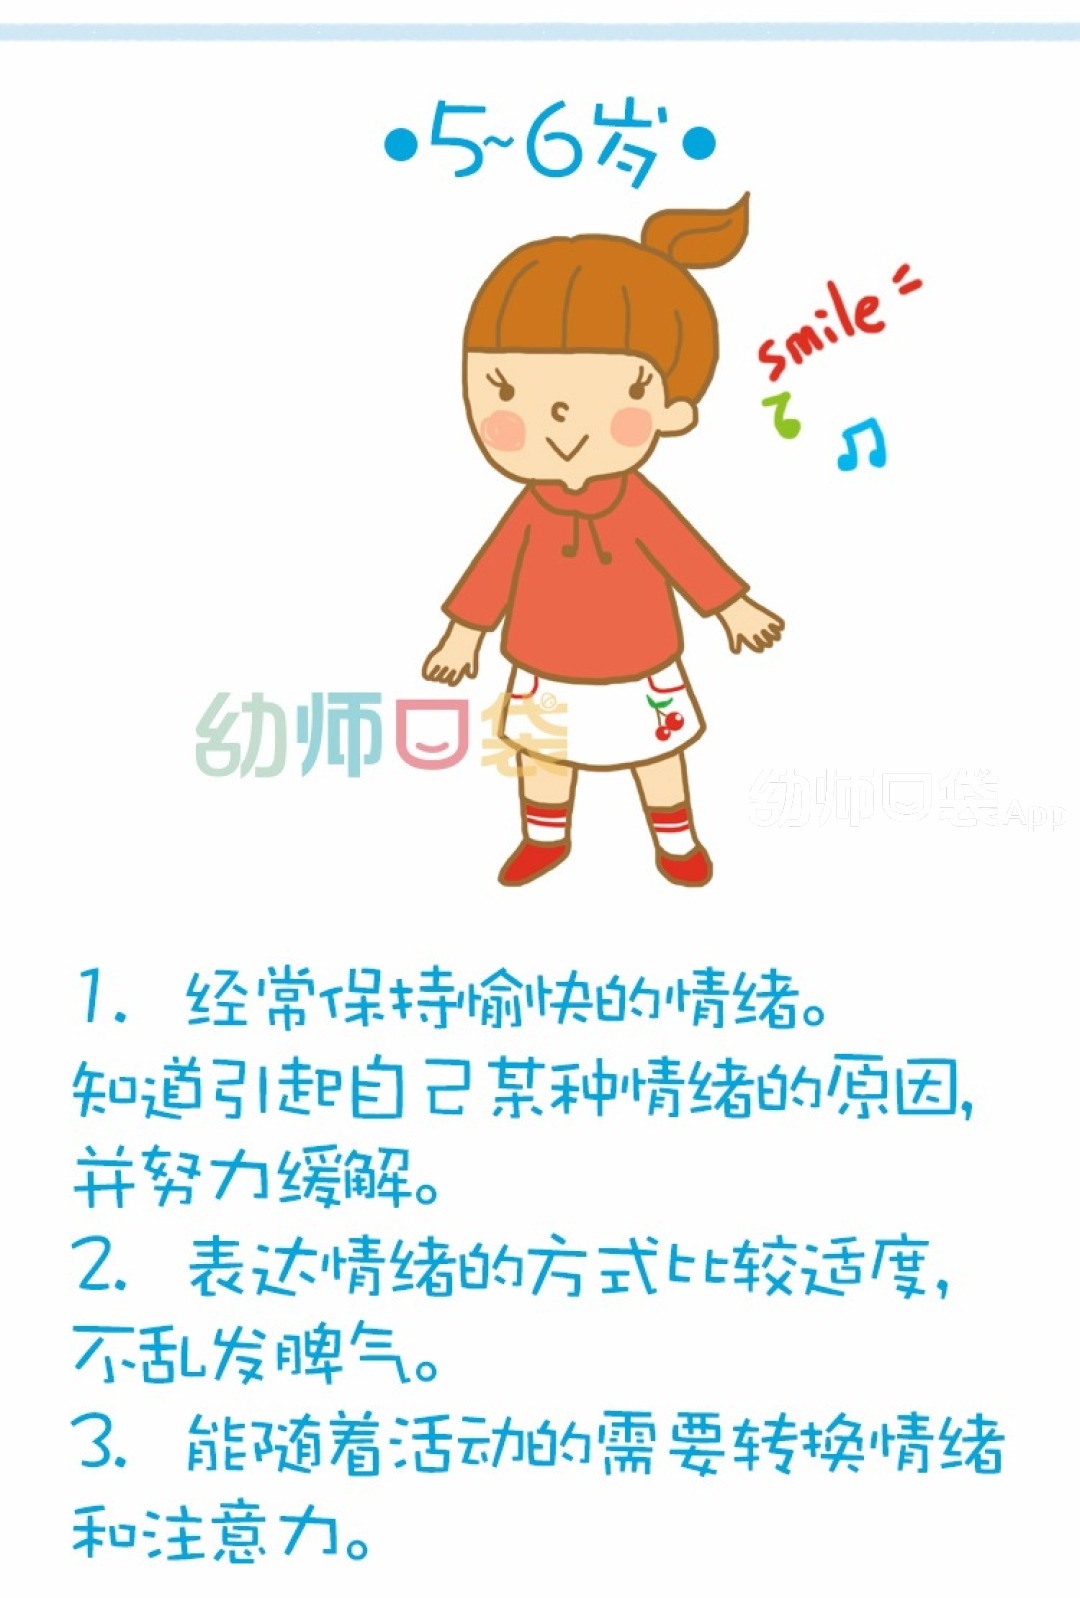 5~6岁
smile
幼师口袋
幼师口袋App
1. 经常保持愉快的情绪。
知道引起自己某种情绪的原因,
并努力缓解。
2. 表达情绪的方式比较适度,
不乱发脾气。
3. 能随着活动的需要转换情绪
和注意力。